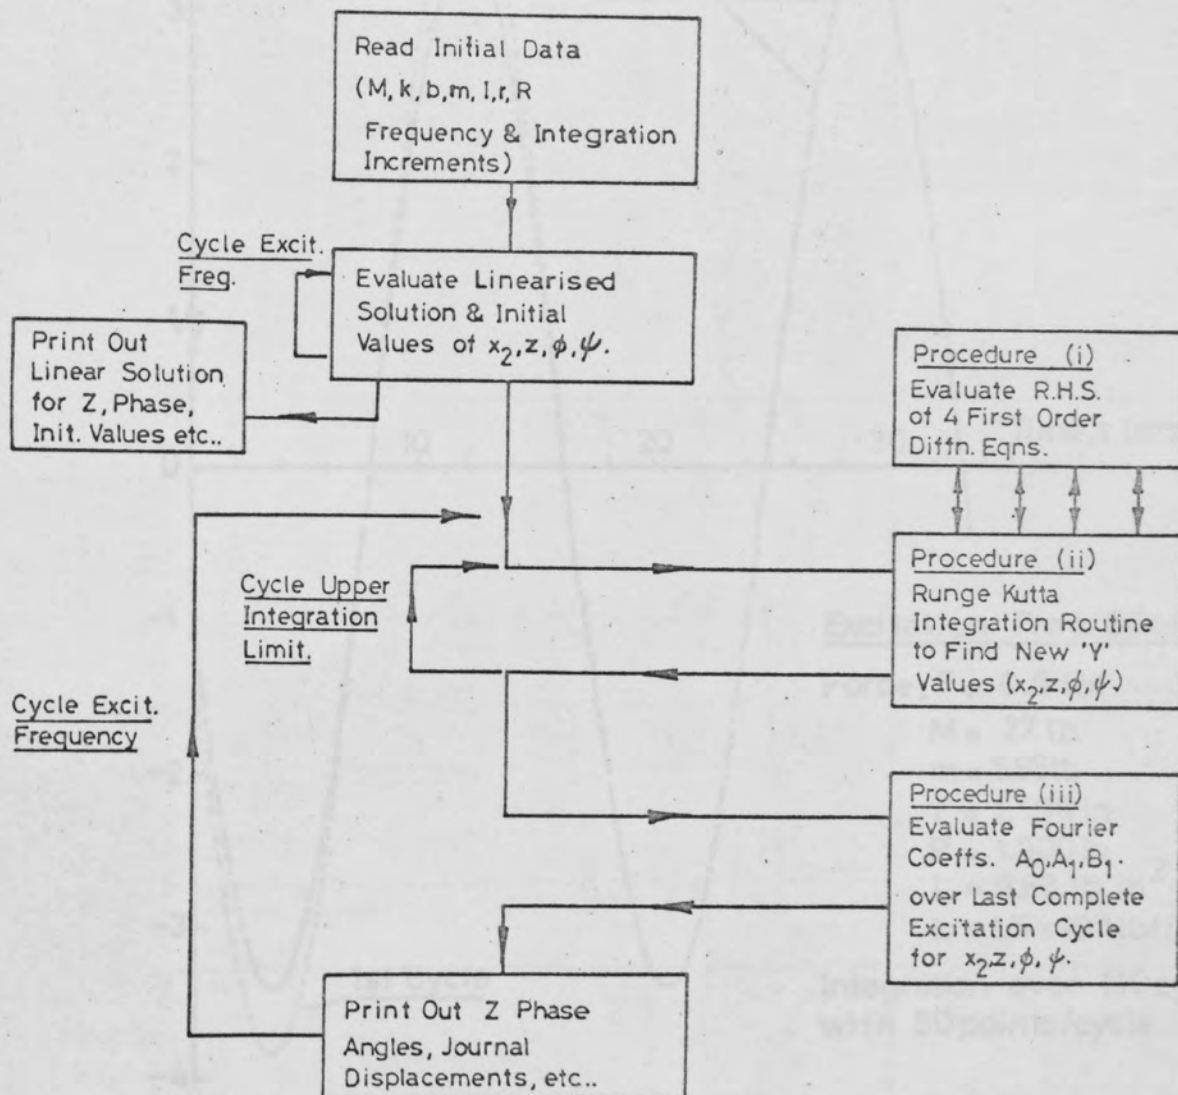 Read Initial Data
(M, k, b, m, I, r, R
Frequency & Integration
Increments)
Cycle Excit.
Freq.
Evaluate Linearised
Solution & Initial
Values of x₂, z, ϕ, ψ.
Print Out
Linear Solution
for Z, Phase,
Init. Values etc..
Procedure (i)
Evaluate R.H.S.
of 4 First Order
Diffn. Eqns.
Cycle Upper
Integration
Limit.
Procedure (ii)
Runge Kutta
Integration Routine
to Find New 'Y'
Values (x₂, z, ϕ, ψ)
Cycle Excit.
Frequency
Procedure (iii)
Evaluate Fourier
Coeffs. A₀, A₁, B₁.
over Last Complete
Excitation Cycle
for x₂, z, ϕ, ψ.
Print Out Z Phase
Angles, Journal
Displacements, etc..
10
20
1st Cycle
M = 22 lb
with 50 points/cycle